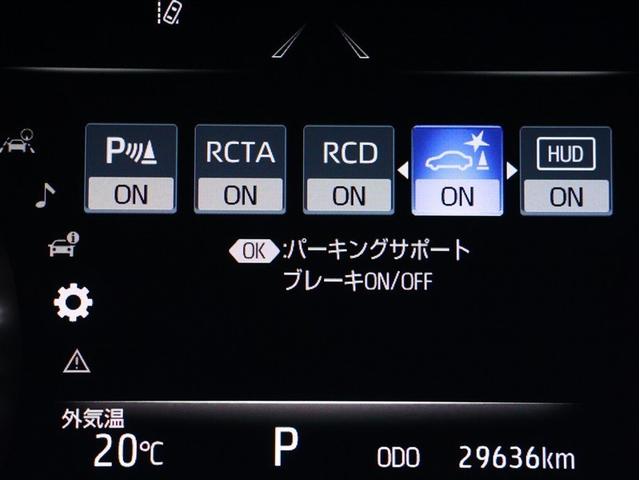 P RCTA RCD HUD
ON ON ON ON ON
OK :パーキングサポート
ブレーキON/OFF
外気温
20℃ P ODO 29636km